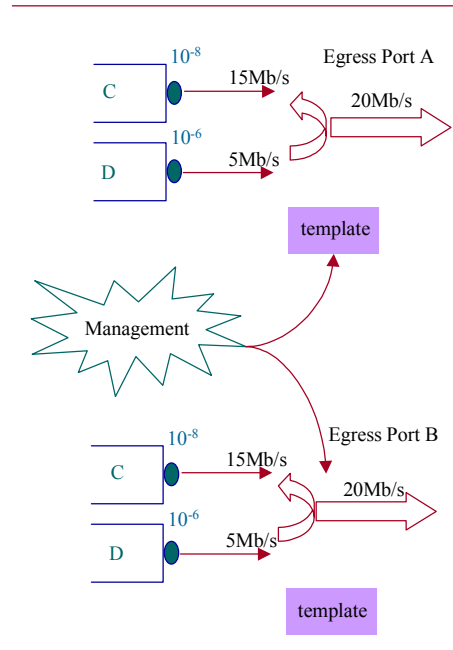 Egress Port A
10-8
C
15Mb/s
20Mb/s
10-6
D
5Mb/s
template
Management
Egress Port B
10-8
C
15Mb/s
20Mb/s
10-6
D
5Mb/s
template